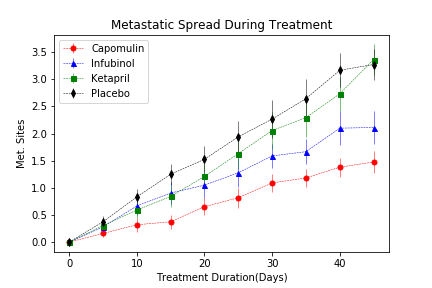 Metastatic Spread During Treatment
Capomulin
Infubinol
Ketapril
Placebo
Met. Sites
3.5
3.0
2.5
2.0
1.5
1.0
0.5
0.0
0 10 20 30 40
Treatment Duration(Days)